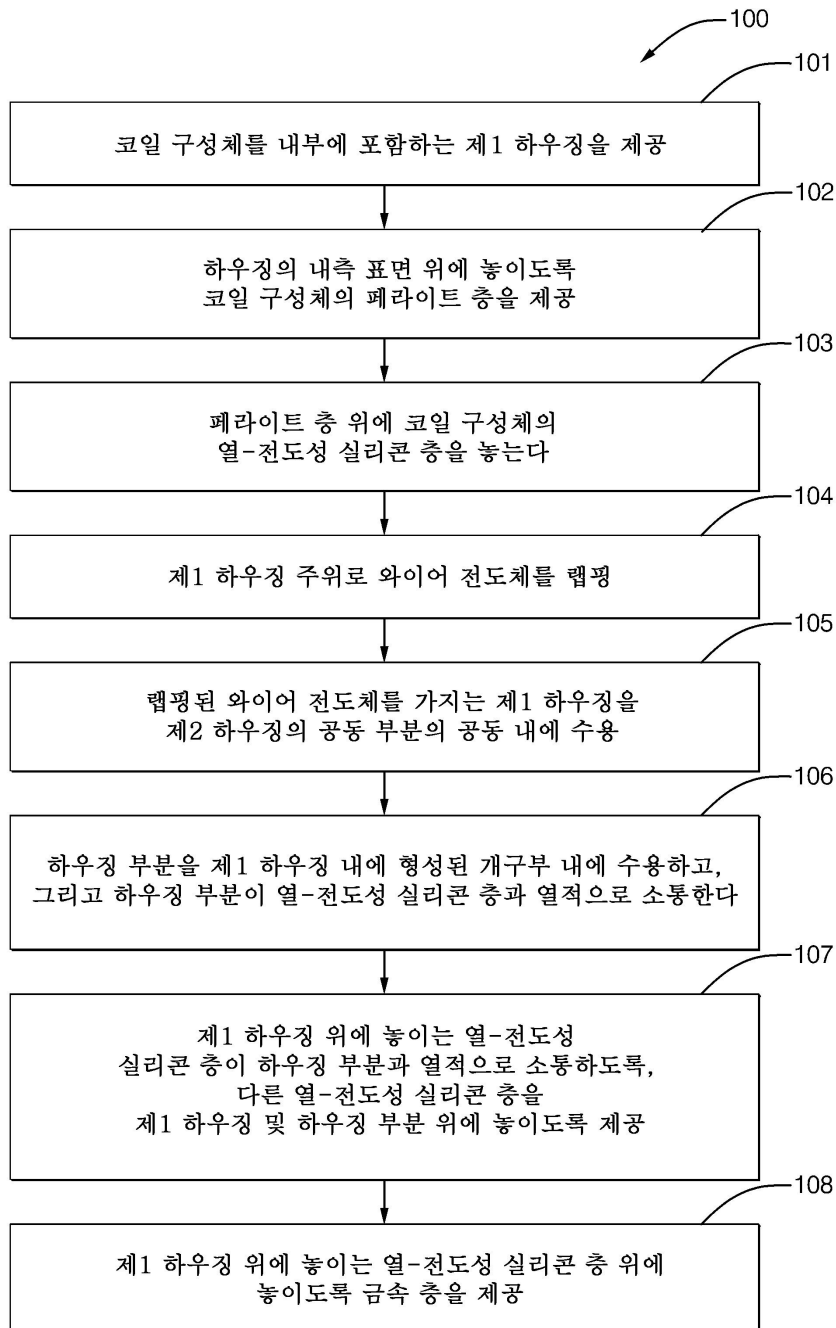 100
101
코일 구성체를 내부에 포함하는 제1 하우징을 제공
102
하우징의 내측 표면 위에 놓이도록
코일 구성체의 페라이트 층을 제공
103
페라이트 층 위에 코일 구성체의
열-전도성 실리콘 층을 놓는다
104
제1 하우징 주위로 와이어 전도체를 랩핑
105
랩핑된 와이어 전도체를 가지는 제1 하우징을
제2 하우징의 공동 부분의 공동 내에 수용
106
하우징 부분을 제1 하우징 내에 형성된 개구부 내에 수용하고,
그리고 하우징 부분이 열-전도성 실리콘 층과 열적으로 소통한다
107
제1 하우징 위에 놓이는 열-전도성
실리콘 층이 하우징 부분과 열적으로 소통하도록,
다른 열-전도성 실리콘 층을
제1 하우징 및 하우징 부분 위에 놓이도록 제공
108
제1 하우징 위에 놓이는 열-전도성 실리콘 층 위에
놓이도록 금속 층을 제공